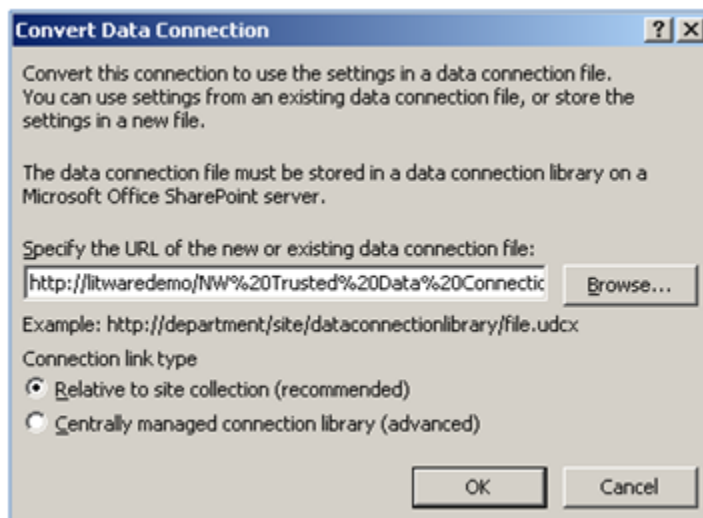 Convert Data Connection
Convert this connection to use the settings in a data connection file.
You can use settings from an existing data connection file, or store the
settings in a new file.
The data connection file must be stored in a data connection library on a
Microsoft Office SharePoint server.
Specify the URL of the new or existing data connection file:
http://litwaredemo/NW%20Trusted%20Data%20Connectic
Browse...
Example: http://department/site/dataconnectionlibrary/file.udcx
Connection link type
Relative to site collection (recommended)
Centrally managed connection library (advanced)
OK
Cancel